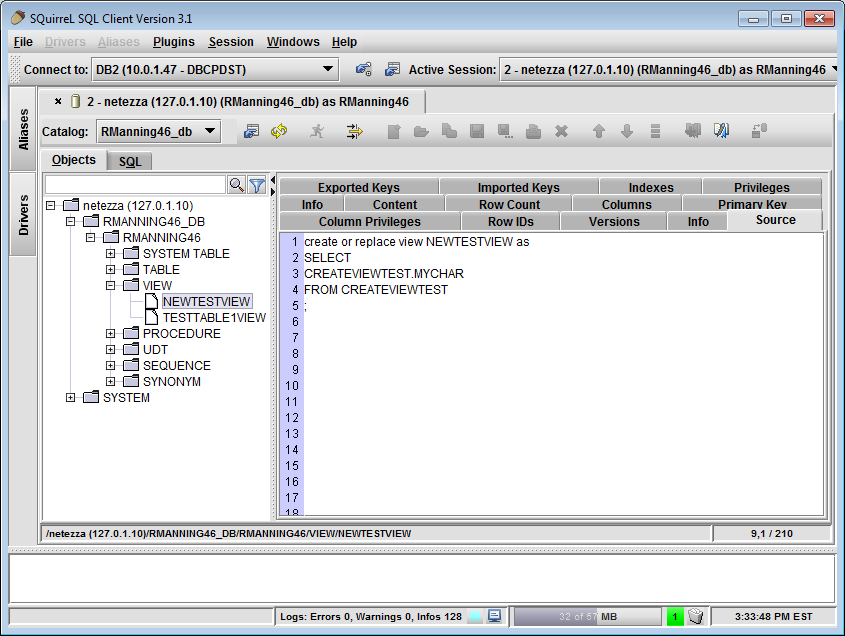 SQuirreL SQL Client Version 3.1
File Drivers Aliases Plugins Session Windows Help
Connect to: DB2 (10.0.1.47 - DBCPDST) Active Session: 2 - netezza (127.0.1.10) (RManning46_db) as RManning46
2 - netezza (127.0.1.10) (RManning46_db) as RManning46
Catalog: RManning46_db
Aliases
Drivers
Objects SQL
netezza (127.0.1.10)
RMANNING46_DB
RMANNING46
SYSTEM TABLE
TABLE
VIEW
NEWTESTVIEW
TESTTABLE1VIEW
PROCEDURE
UDT
SEQUENCE
SYNONYM
SYSTEM
Exported Keys Imported Keys Indexes Privileges
Info Content Row Count Columns Primary Key
Column Privileges Row IDs Versions Info Source
1 create or replace view NEWTESTVIEW as
2 SELECT
3 CREATEVIEWTEST.MYCHAR
4 FROM CREATEVIEWTEST
5 ;
6
7
8
9
10
11
12
13
14
15
16
17
18
/netezza (127.0.1.10)/RMANNING46_DB/RMANNING46/VIEW/NEWTESTVIEW 9,1 / 210
Logs: Errors 0, Warnings 0, Infos 128 32 of 57 MB 1 3:33:48 PM EST